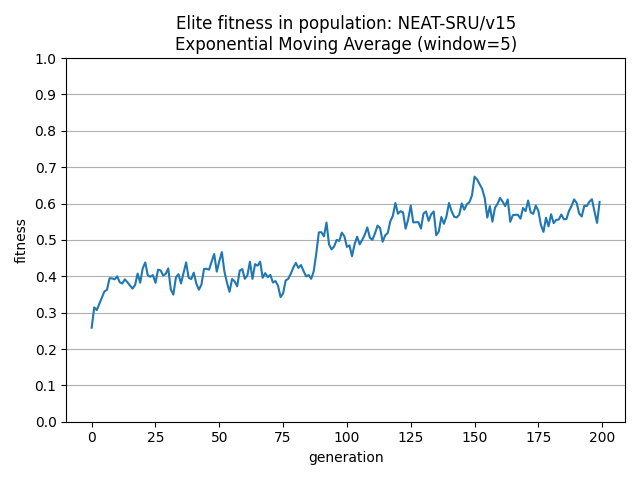 Elite fitness in population: NEAT-SRU/v15
Exponential Moving Average (window=5)
1.0
0.9
0.8
0.7
0.6
0.5
0.4
0.3
0.2
0.1
0.0
fitness
0 25 50 75 100 125 150 175 200
generation